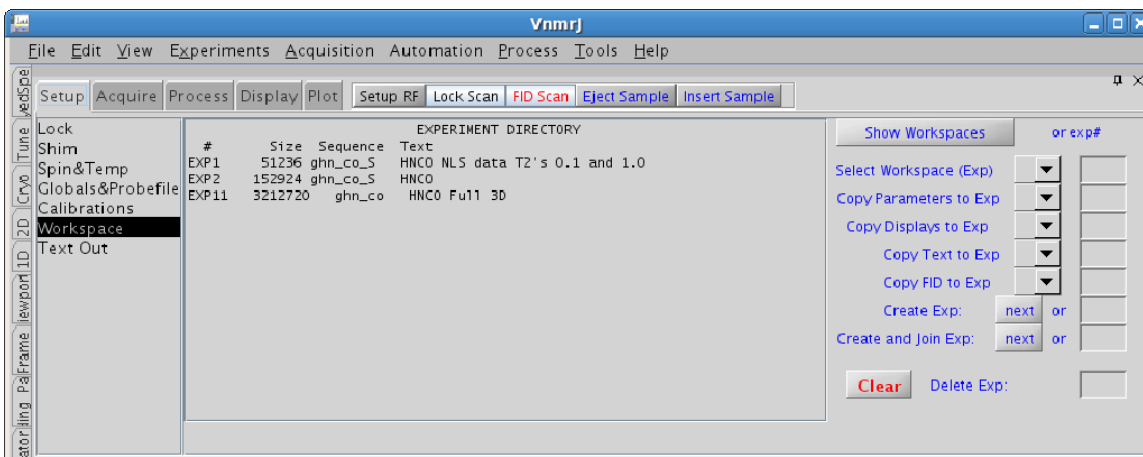 VnmrJ
File Edit View Experiments Acquisition Automation Process Tools Help
Setup Acquire Process Display Plot Setup RF Lock Scan FID Scan Eject Sample Insert Sample
Tune
Cryo
2D
1D
iewport
Frame
Pa
ling
ator
Lock
Shim
Spin&Temp
Globals&Probefile
Calibrations
Workspace
Text Out
EXPERIMENT DIRECTORY
# Size Sequence Text
EXP1 51236 ghn_co_S HNCO NLS data T2's 0.1 and 1.0
EXP2 152924 ghn_co_S HNCO
EXP11 3212720 ghn_co HNCO Full 3D
Show Workspaces or exp#
Select Workspace (Exp)
Copy Parameters to Exp
Copy Displays to Exp
Copy Text to Exp
Copy FID to Exp
Create Exp: next or
Create and Join Exp: next or
Clear Delete Exp: